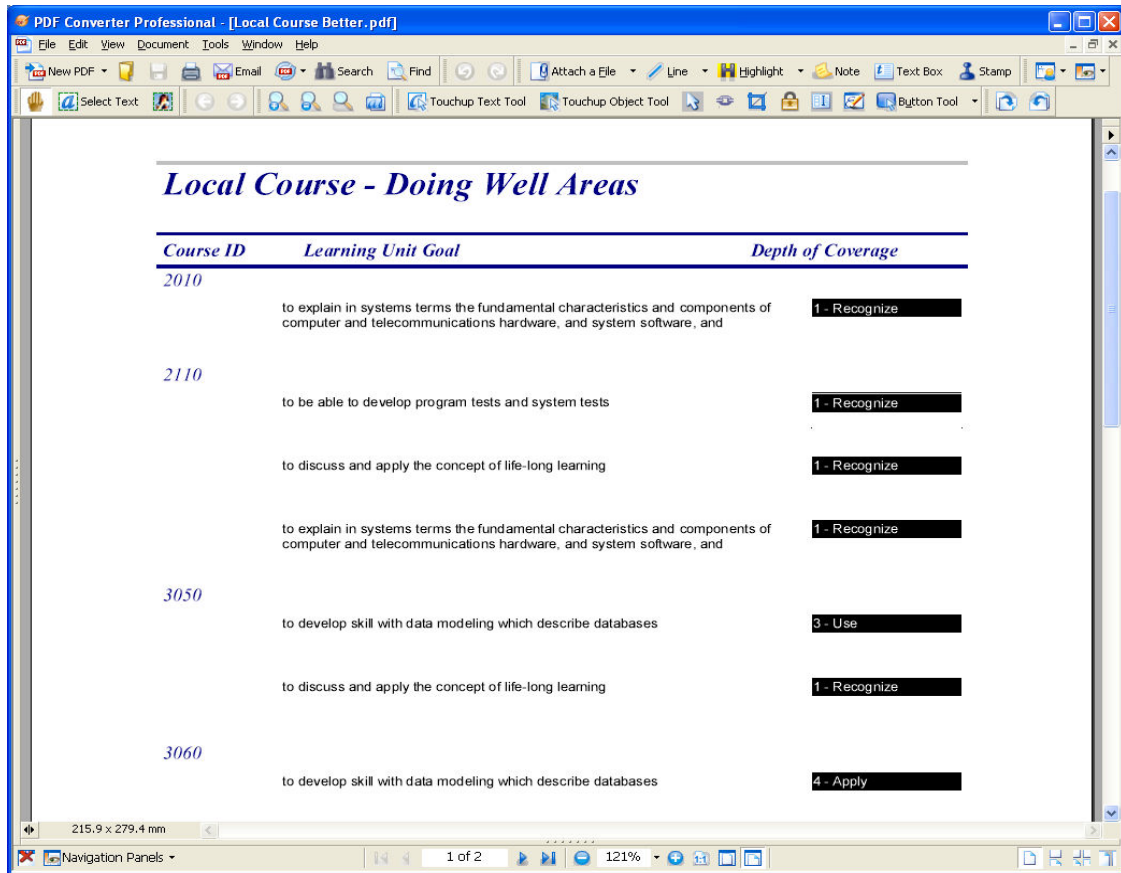 PDF Converter Professional - [Local Course Better.pdf]
File Edit View Document Tools Window Help
New PDF Email Search Find Attach a File Line Highlight Note Text Box Stamp
Select Text Touchup Text Tool Touchup Object Tool Button Tool
Local Course - Doing Well Areas
Course ID Learning Unit Goal Depth of Coverage
2010
to explain in systems terms the fundamental characteristics and components of 1 - Recognize
computer and telecommunications hardware, and system software, and
2110
to be able to develop program tests and system tests 1 - Recognize
to discuss and apply the concept of life-long learning 1 - Recognize
to explain in systems terms the fundamental characteristics and components of 1 - Recognize
computer and telecommunications hardware, and system software, and
3050
to develop skill with data modeling which describe databases 3 - Use
to discuss and apply the concept of life-long learning 1 - Recognize
3060
to develop skill with data modeling which describe databases 4 - Apply
215.9 x 279.4 mm
Navigation Panels 1 of 2 121%